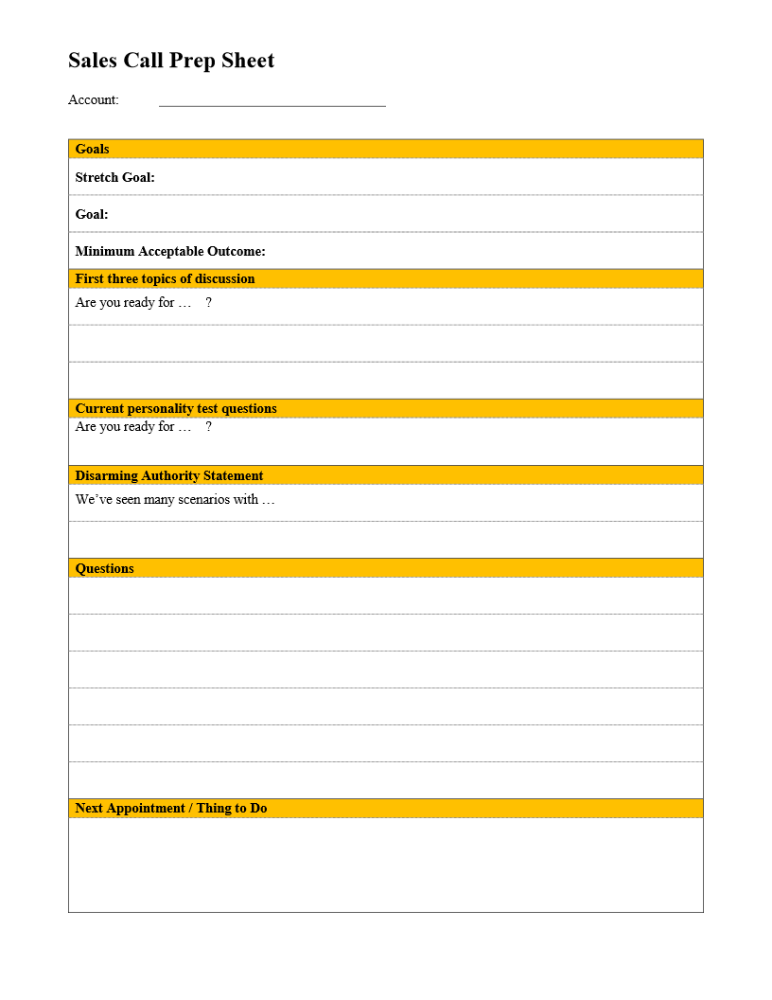 Sales Call Prep Sheet
Account:
Goals
Stretch Goal:
Goal:
Minimum Acceptable Outcome:
First three topics of discussion
Are you ready for …    ?
Current personality test questions
Are you ready for …    ?
Disarming Authority Statement
We’ve seen many scenarios with …
Questions
Next Appointment / Thing to Do